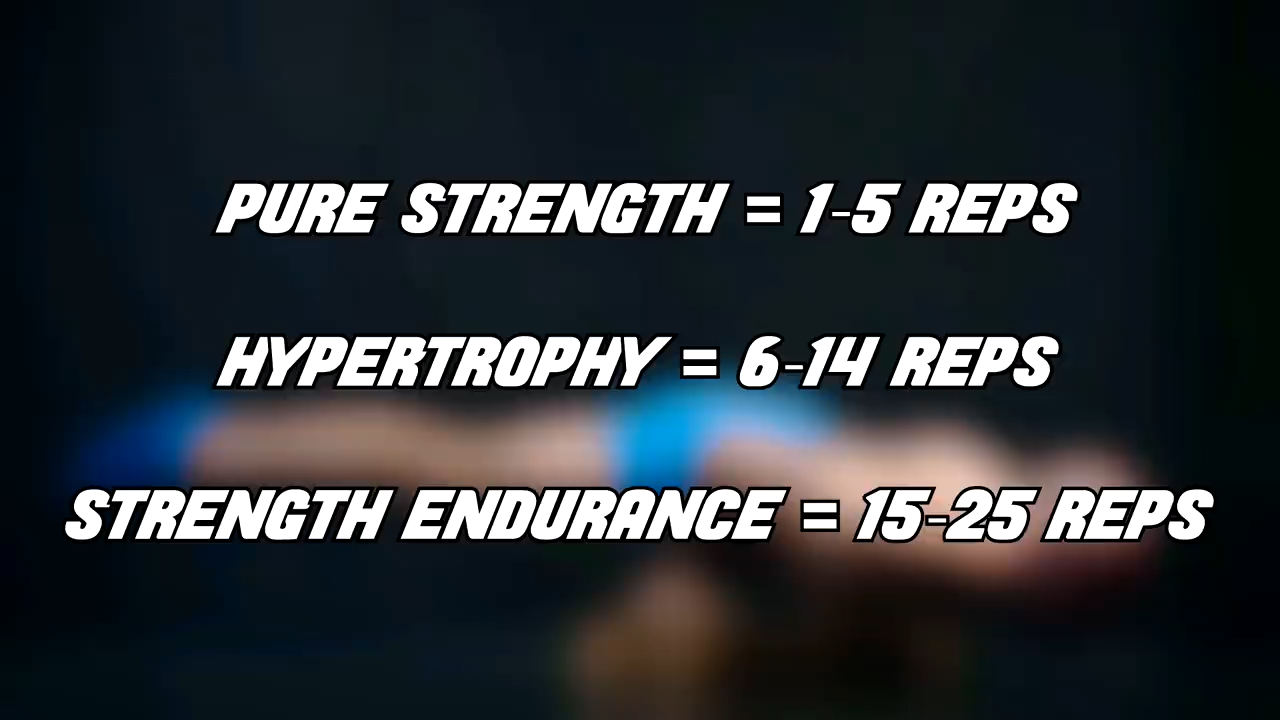 PURE STRENGTH = 1-5 REPS
HYPERTROPHY = 6-14 REPS
STRENGTH ENDURANCE = 15-25 REPS